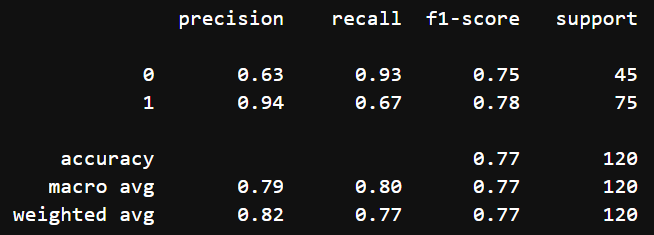 precision recall f1-score support
0 0.63 0.93 0.75 45
1 0.94 0.67 0.78 75
accuracy 0.77 120
macro avg 0.79 0.80 0.77 120
weighted avg 0.82 0.77 0.77 120